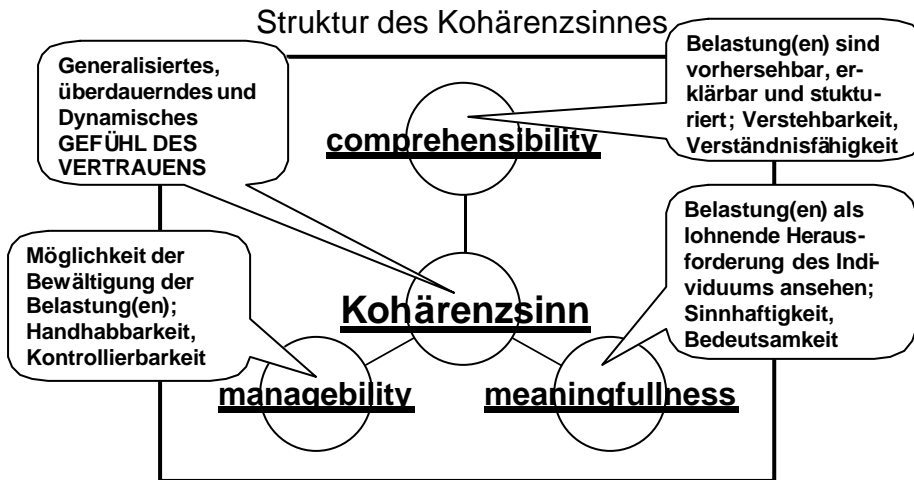 Struktur des Kohärenzsinnes
Generalisiertes,
überdauerndes und
Dynamisches
GEFÜHL DES
VERTRAUENS
Belastung(en) sind
vorhersehbar, er-
klärbar und stuktu-
riert; Verstehbarkeit,
Verständnisfähigkeit
comprehensibility
Möglichkeit der
Bewältigung der
Belastung(en);
Handhabbarkeit,
Kontrollierbarkeit
Belastung(en) als
lohnende Heraus-
forderung des Indi-
viduums ansehen;
Sinnhaftigkeit,
Bedeutsamkeit
Kohärenzsinn
managebility
meaningfullness